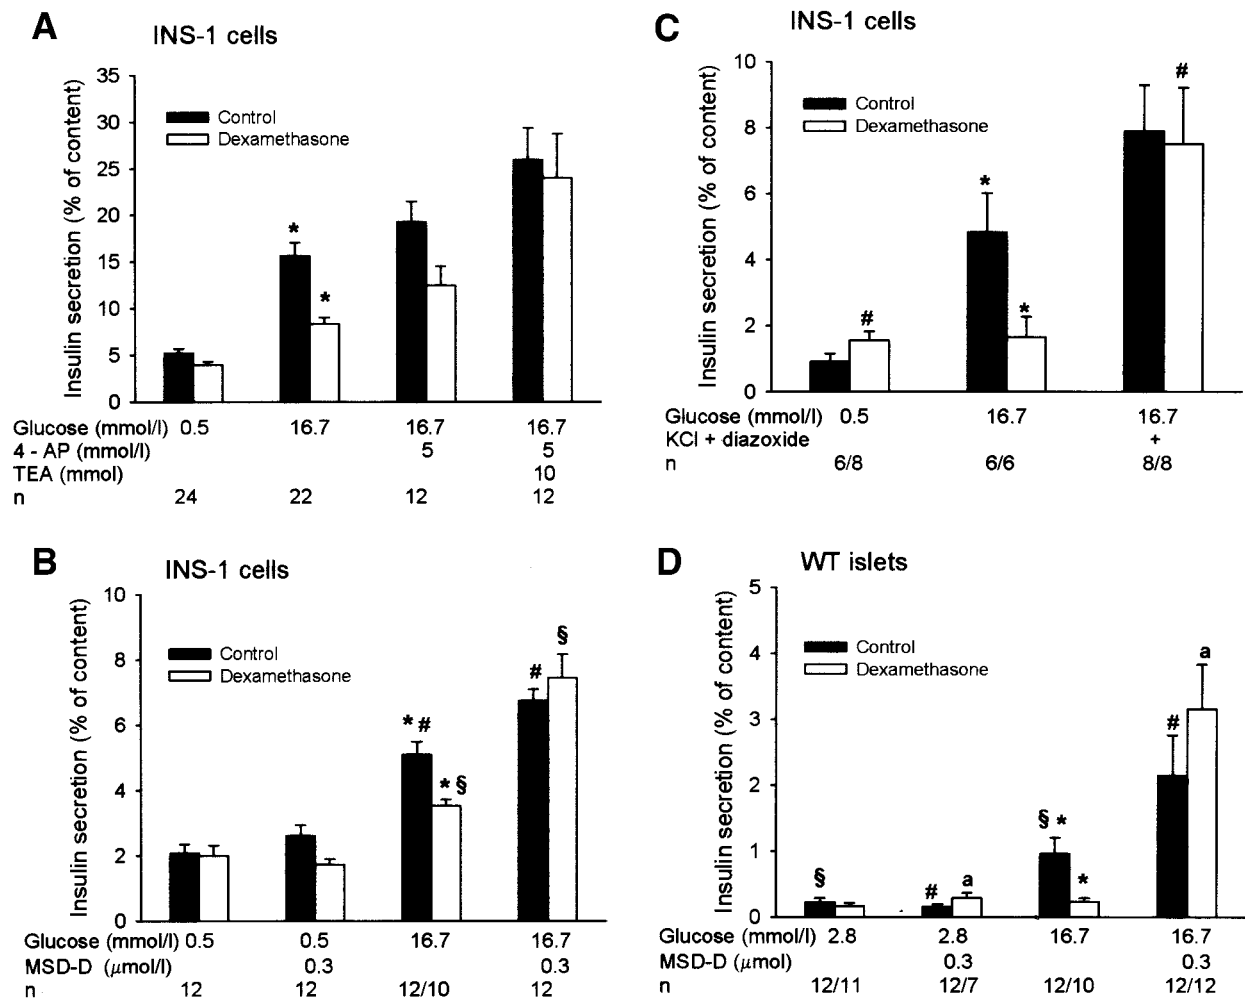 A
INS-1 cells
Insulin secretion (% of content)
35
30
25
20
15
10
5
0
Control
Dexamethasone
*
*
Glucose (mmol/l) 0.5 16.7 16.7 16.7
4 - AP (mmol/l) 5 5
TEA (mmol) 10
n 24 22 12 12
C
INS-1 cells
Insulin secretion (% of content)
10
8
6
4
2
0
Control
Dexamethasone
#
*
*
#
Glucose (mmol/l) 0.5 16.7 16.7
KCl + diazoxide +
n 6/8 6/6 8/8
B
INS-1 cells
Insulin secretion (% of content)
10
8
6
4
2
0
Control
Dexamethasone
* #
* §
#
§
Glucose (mmol/l) 0.5 0.5 16.7 16.7
MSD-D (μmol/l) 0.3 0.3
n 12 12 12/10 12
D
WT islets
Insulin secretion (% of content)
5
4
3
2
1
0
Control
Dexamethasone
§
#
a
§ *
*
#
a
Glucose (mmol/l) 2.8 2.8 16.7 16.7
MSD-D (μmol) 0.3 0.3
n 12/11 12/7 12/10 12/12